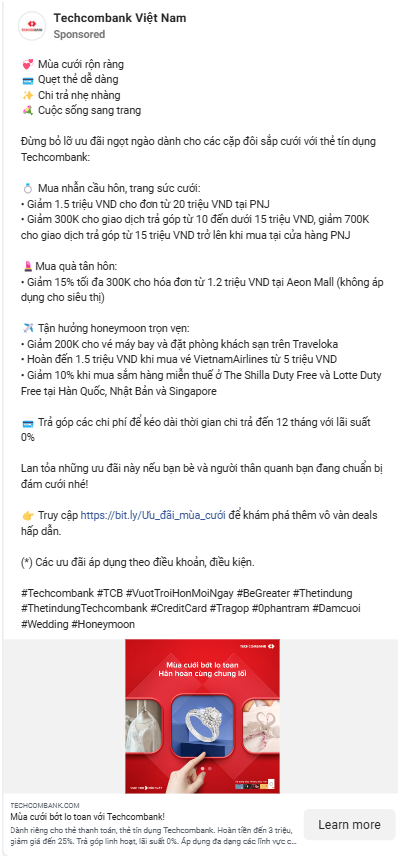 Techcombank Việt Nam
Sponsored
💞 Mùa cưới rộn ràng
💳 Quẹt thẻ dễ dàng
✨ Chi trả nhẹ nhàng
💐 Cuộc sống sang trang
Đừng bỏ lỡ ưu đãi ngọt ngào dành cho các cặp đôi sắp cưới với thẻ tín dụng
Techcombank:
💍 Mua nhẫn cầu hôn, trang sức cưới:
• Giảm 1.5 triệu VND cho đơn từ 20 triệu VND tại PNJ
• Giảm 300K cho giao dịch trả góp từ 10 đến dưới 15 triệu VND, giảm 700K
cho giao dịch trả góp từ 15 triệu VND trở lên khi mua tại cửa hàng PNJ
💄Mua quà tân hôn:
• Giảm 15% tối đa 300K cho hóa đơn từ 1.2 triệu VND tại Aeon Mall (không áp
dụng cho siêu thị)
✈️ Tận hưởng honeymoon trọn vẹn:
• Giảm 200K cho vé máy bay và đặt phòng khách sạn trên Traveloka
• Hoàn đến 1.5 triệu VND khi mua vé VietnamAirlines từ 5 triệu VND
• Giảm 10% khi mua sắm hàng miễn thuế ở The Shilla Duty Free và Lotte Duty
Free tại Hàn Quốc, Nhật Bản và Singapore
💳 Trả góp các chi phí để kéo dài thời gian chi trả đến 12 tháng với lãi suất
0%
Lan tỏa những ưu đãi này nếu bạn bè và người thân quanh bạn đang chuẩn bị
đám cưới nhé!
👉 Truy cập https://bit.ly/Ưu_đãi_mùa_cưới để khám phá thêm vô vàn deals
hấp dẫn.
(*) Các ưu đãi áp dụng theo điều khoản, điều kiện.
#Techcombank #TCB #VuotTroiHonMoiNgay #BeGreater #Thetindung
#ThetindungTechcombank #CreditCard #Tragop #0phantram #Damcuoi
#Wedding #Honeymoon
TECHCOMBANK
Mùa cưới bớt lo toan
Hân hoan cùng chung lối
TECHCOMBANK.COM
Mùa cưới bớt lo toan với Techcombank!
Dành riêng cho thẻ thanh toán, thẻ tín dụng Techcombank. Hoàn tiền đến 3 triệu,
giảm giá đến 25%. Trả góp linh hoạt, lãi suất 0%. Áp dụng đa dạng các lĩnh vực c...
Learn more